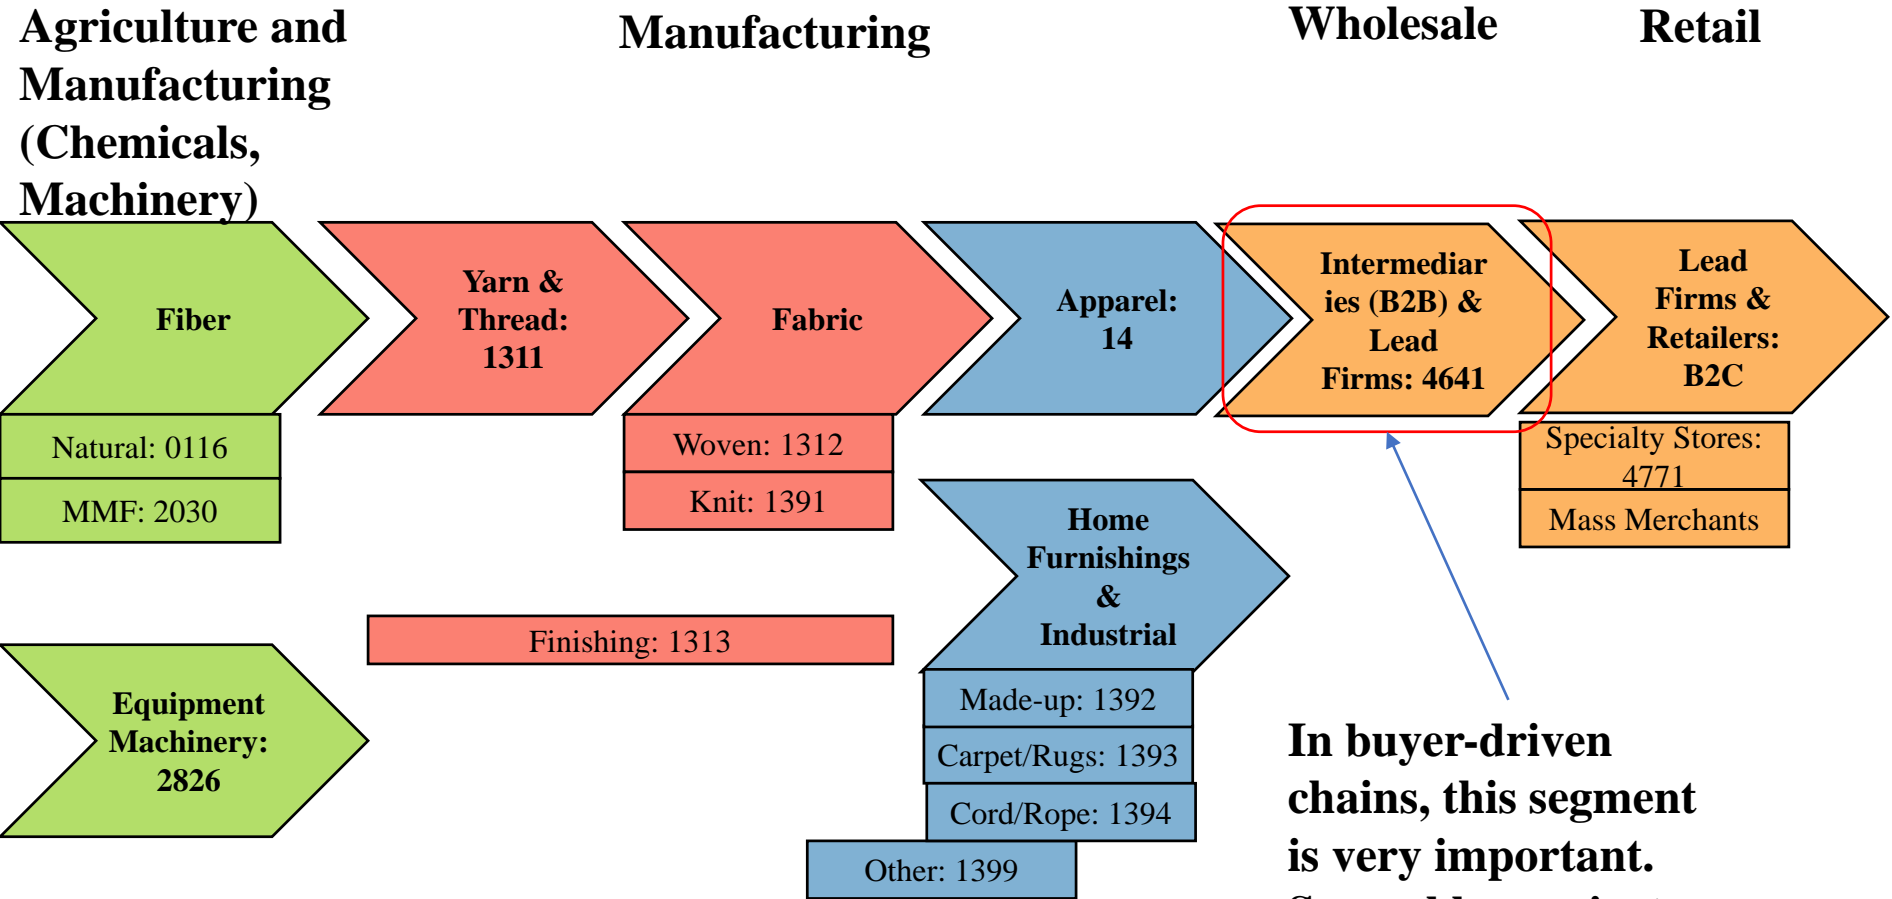 Agriculture and
Manufacturing
(Chemicals,
Machinery)
Manufacturing
Wholesale
Retail
Fiber
Natural: 0116
MMF: 2030
Yarn &
Thread:
1311
Fabric
Woven: 1312
Knit: 1391
Apparel:
14
Intermediar
ies (B2B) &
Lead
Firms: 4641
Lead
Firms &
Retailers:
B2C
Specialty Stores:
4771
Mass Merchants
Home
Furnishings
&
Industrial
Made-up: 1392
Carpet/Rugs: 1393
Cord/Rope: 1394
Other: 1399
Finishing: 1313
Equipment
Machinery:
2826
In buyer-driven
chains, this segment
is very important.